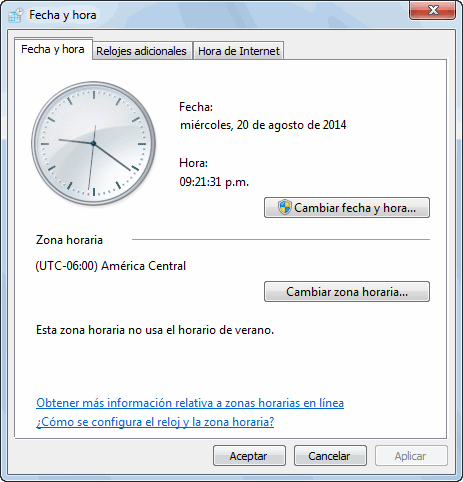 Fecha y hora
Fecha y hora
Relojes adicionales
Hora de Internet
Fecha:
miércoles, 20 de agosto de 2014
Hora:
09:21:31 p.m.
Cambiar fecha y hora...
Zona horaria
(UTC-06:00) América Central
Cambiar zona horaria...
Esta zona horaria no usa el horario de verano.
Obtener más información relativa a zonas horarias en línea
¿Cómo se configura el reloj y la zona horaria?
Aceptar
Cancelar
Aplicar